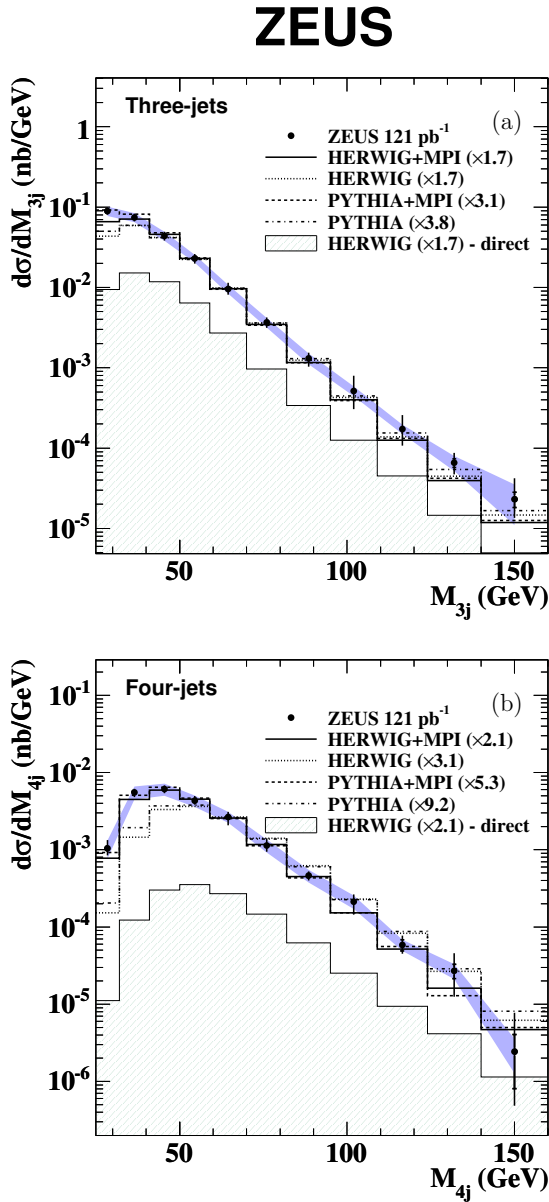 ZEUS
dσ/dM3j (nb/GeV)
Three-jets
(a)
ZEUS 121 pb-1
HERWIG+MPI (×1.7)
HERWIG (×1.7)
PYTHIA+MPI (×3.1)
PYTHIA (×3.8)
HERWIG (×1.7) - direct
1
10-1
10-2
10-3
10-4
10-5
50 100 150
M3j (GeV)
dσ/dM4j (nb/GeV)
Four-jets
(b)
ZEUS 121 pb-1
HERWIG+MPI (×2.1)
HERWIG (×3.1)
PYTHIA+MPI (×5.3)
PYTHIA (×9.2)
HERWIG (×2.1) - direct
10-1
10-2
10-3
10-4
10-5
10-6
50 100 150
M4j (GeV)